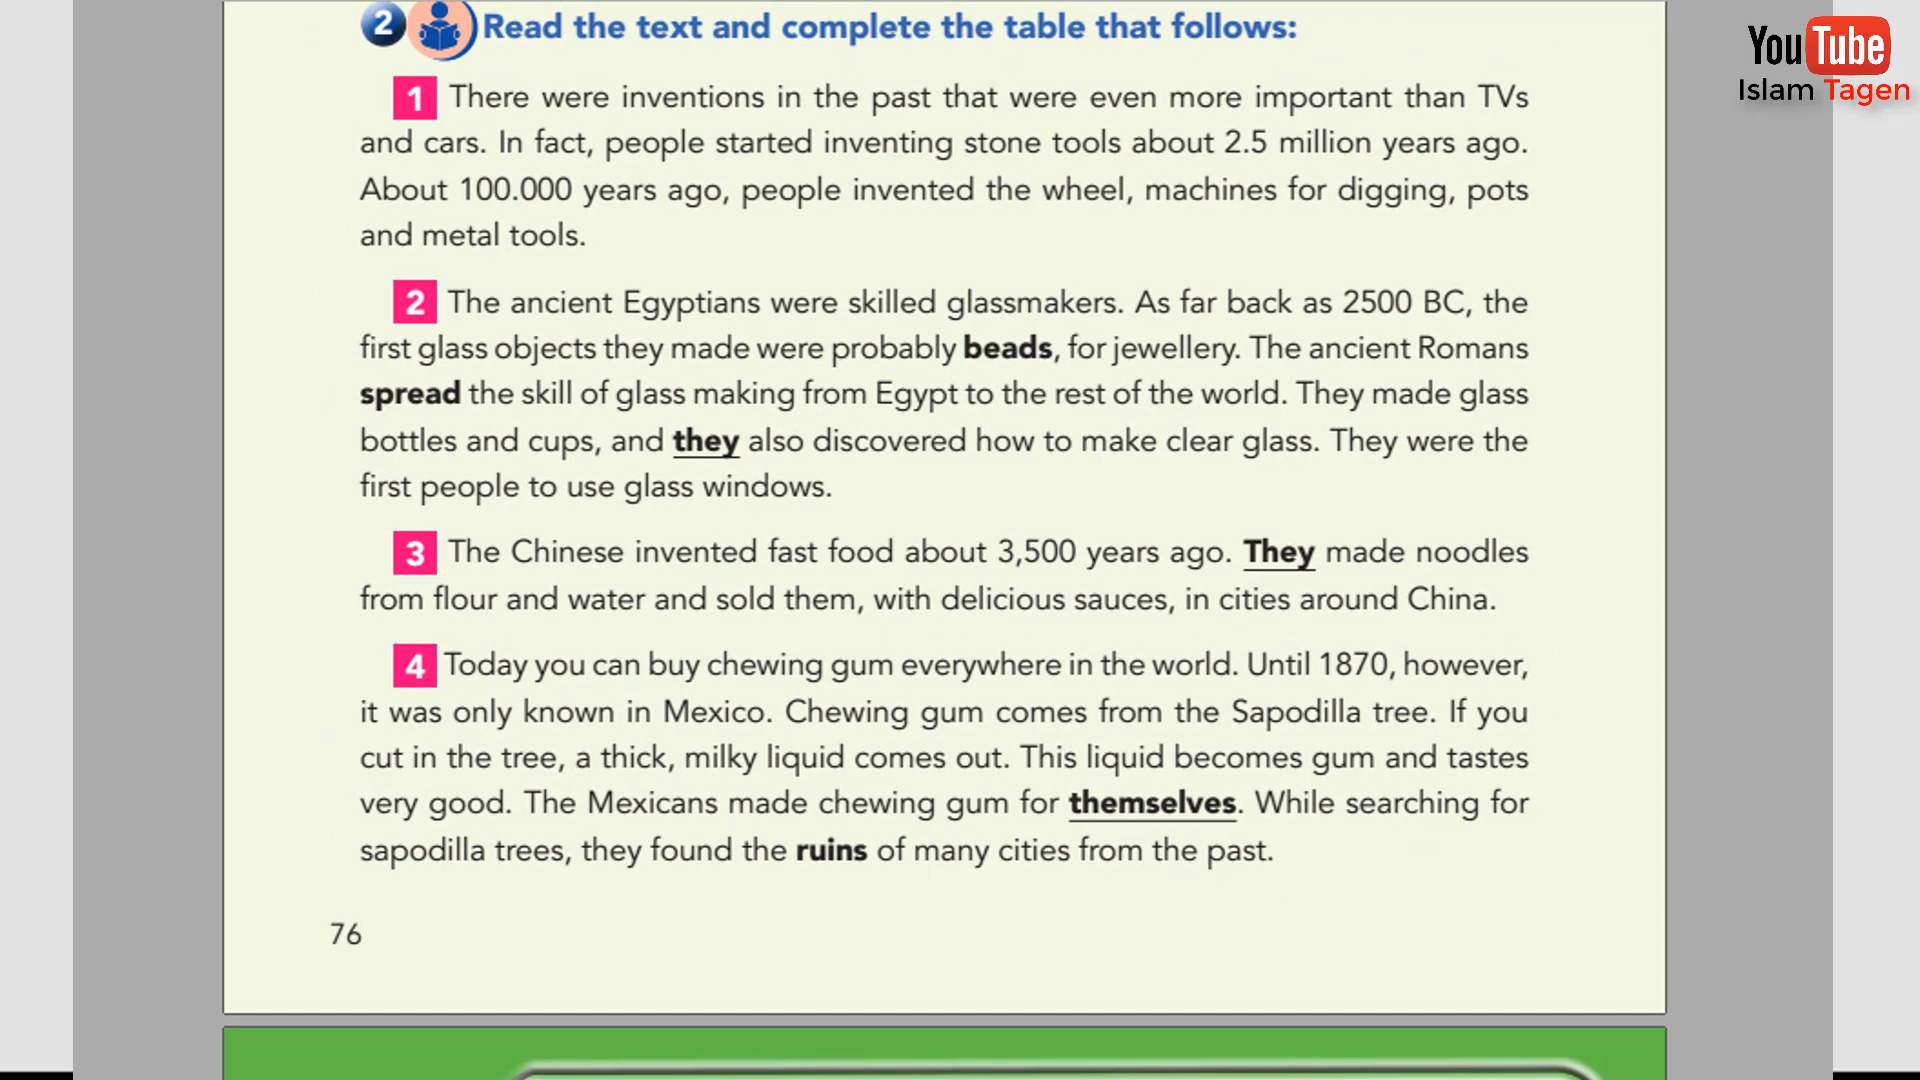 2 Read the text and complete the table that follows:
YouTube
Islam Tagen
1 There were inventions in the past that were even more important than TVs
and cars. In fact, people started inventing stone tools about 2.5 million years ago.
About 100.000 years ago, people invented the wheel, machines for digging, pots
and metal tools.
2 The ancient Egyptians were skilled glassmakers. As far back as 2500 BC, the
first glass objects they made were probably beads, for jewellery. The ancient Romans
spread the skill of glass making from Egypt to the rest of the world. They made glass
bottles and cups, and they also discovered how to make clear glass. They were the
first people to use glass windows.
3 The Chinese invented fast food about 3,500 years ago. They made noodles
from flour and water and sold them, with delicious sauces, in cities around China.
4 Today you can buy chewing gum everywhere in the world. Until 1870, however,
it was only known in Mexico. Chewing gum comes from the Sapodilla tree. If you
cut in the tree, a thick, milky liquid comes out. This liquid becomes gum and tastes
very good. The Mexicans made chewing gum for themselves. While searching for
sapodilla trees, they found the ruins of many cities from the past.
76